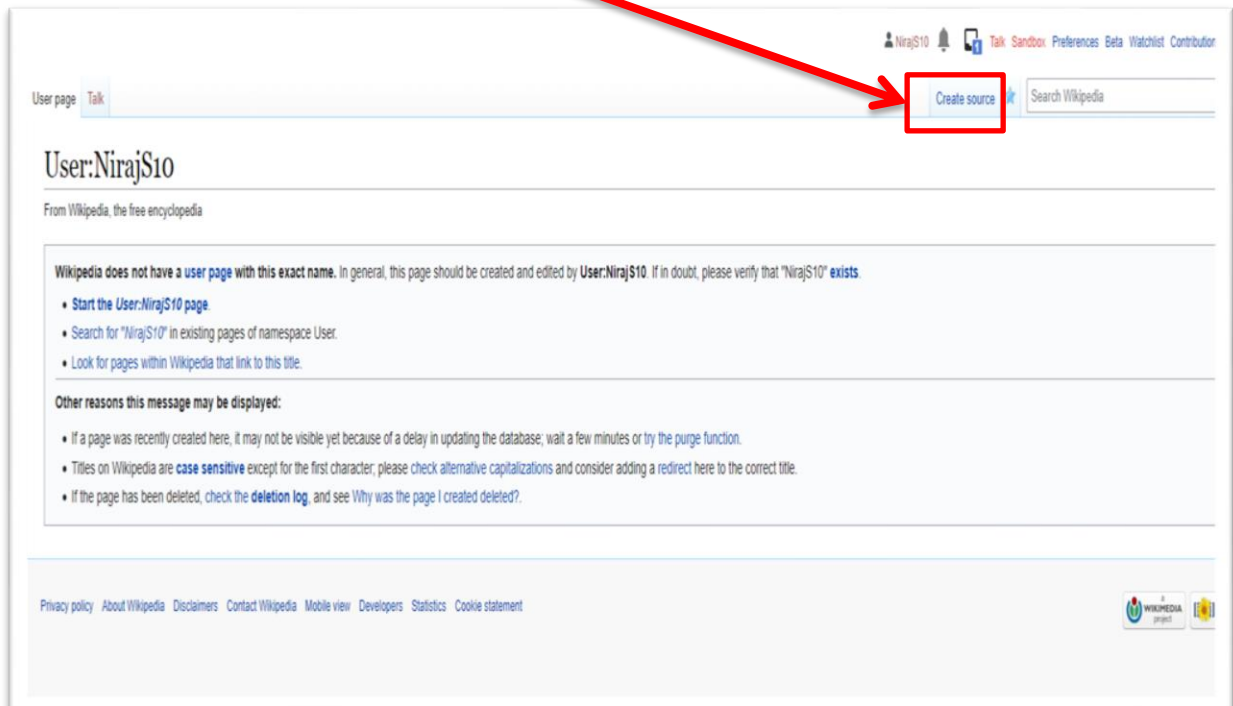 NirajS10 1 Talk Sandbox Preferences Beta Watchlist Contribution
User page Talk Create source Search Wikipedia
User:NirajS10
From Wikipedia, the free encyclopedia
Wikipedia does not have a user page with this exact name. In general, this page should be created and edited by User:NirajS10. If in doubt, please verify that "NirajS10" exists.
• Start the User:NirajS10 page.
• Search for "NirajS10" in existing pages of namespace User.
• Look for pages within Wikipedia that link to this title.
Other reasons this message may be displayed:
• If a page was recently created here, it may not be visible yet because of a delay in updating the database; wait a few minutes or try the purge function.
• Titles on Wikipedia are case sensitive except for the first character; please check alternative capitalizations and consider adding a redirect here to the correct title.
• If the page has been deleted, check the deletion log, and see Why was the page I created deleted?.
Privacy policy About Wikipedia Disclaimers Contact Wikipedia Mobile view Developers Statistics Cookie statement
A
WIKIMEDIA
project